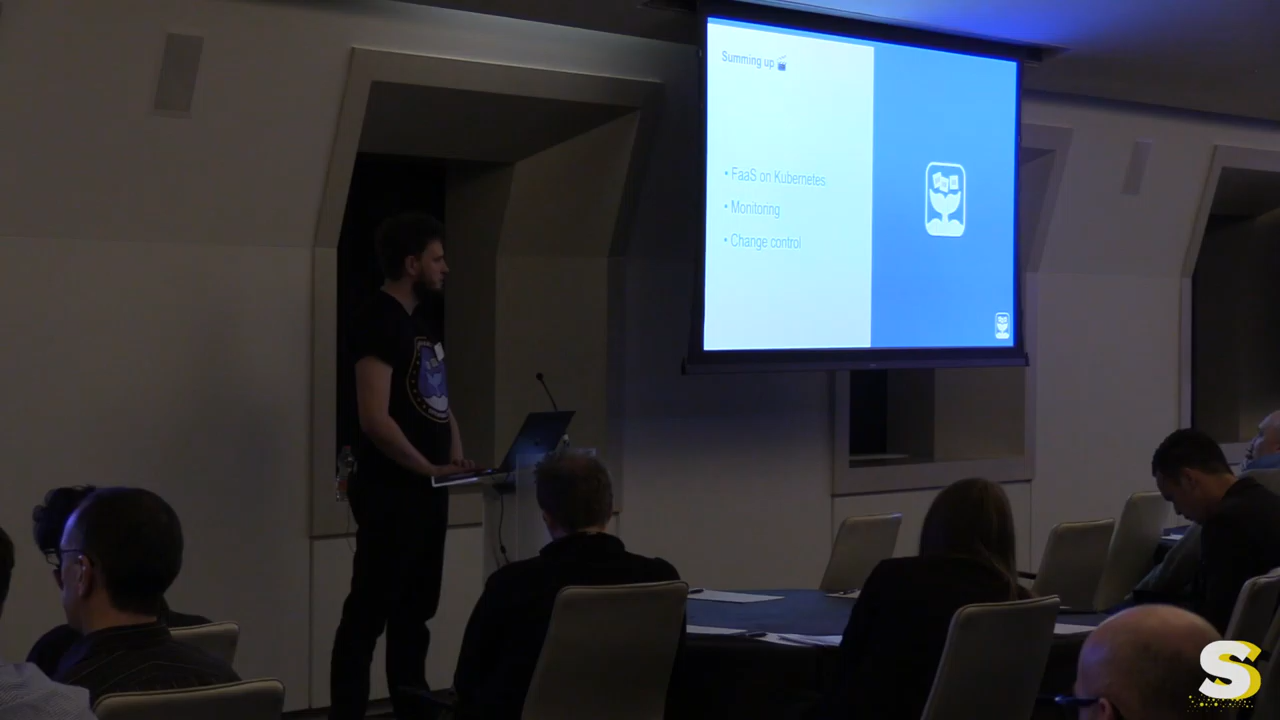 Summing up
• FaaS on Kubernetes
• Monitoring
• Change control
S